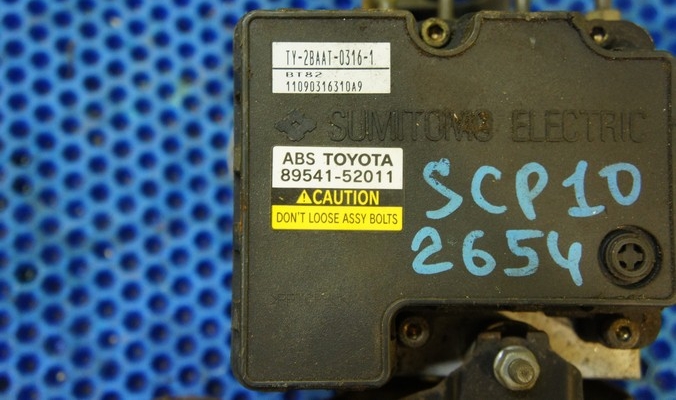 TY-2BAAT-0316-1
BT82
11090316310A9
SUMITOMO ELECTRIC
ABS TOYOTA
89541-52011
CAUTION
DON'T LOOSE ASSY BOLTS
SCP10
2654